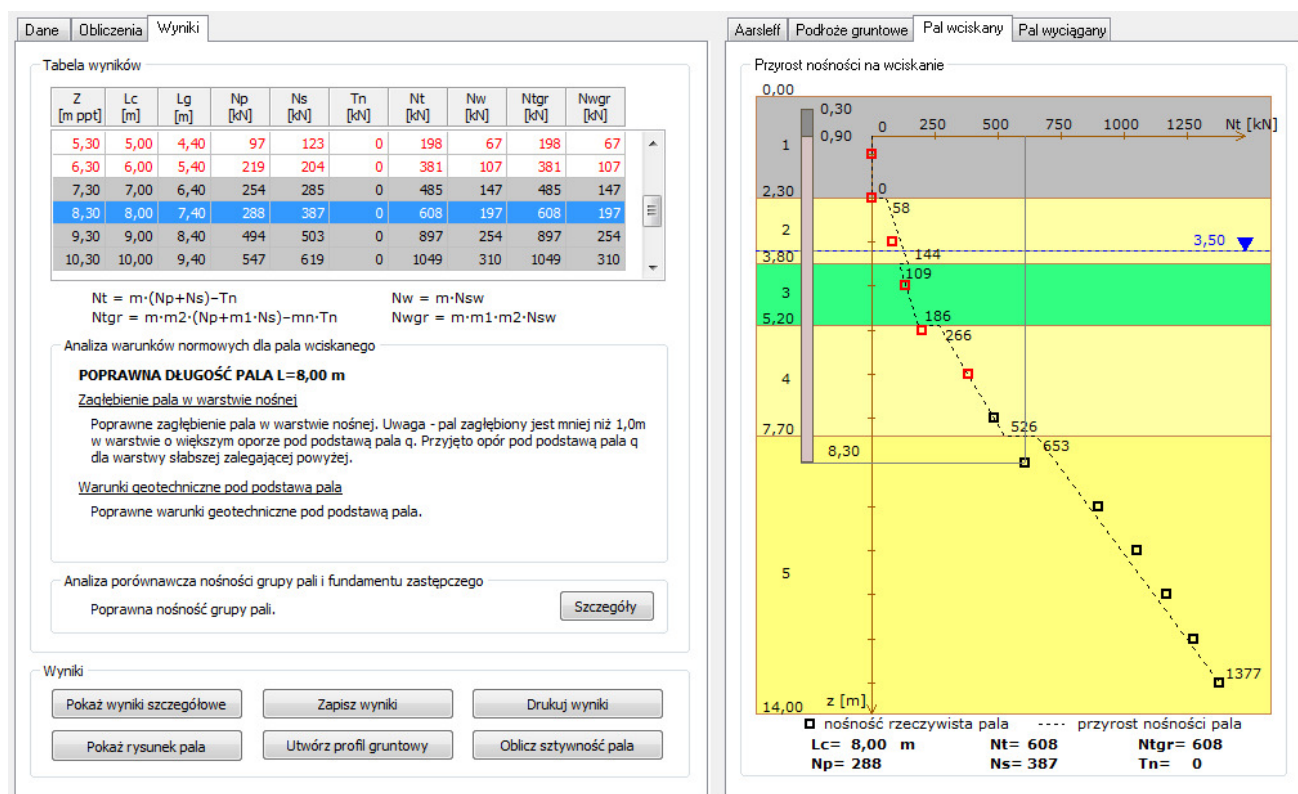 Dane Obliczenia Wyniki
Tabela wyników
Z Lc Lg Np Ns Tn Nt Nw Ntgr Nwgr
[m ppt] [m] [m] [kN] [kN] [kN] [kN] [kN] [kN] [kN]
5,30 5,00 4,40 97 123 0 198 67 198 67
6,30 6,00 5,40 219 204 0 381 107 381 107
7,30 7,00 6,40 254 285 0 485 147 485 147
8,30 8,00 7,40 288 387 0 608 197 608 197
9,30 9,00 8,40 494 503 0 897 254 897 254
10,30 10,00 9,40 547 619 0 1049 310 1049 310
Nt = m·(Np+Ns)-Tn Nw = m·Nsw
Ntgr = m·m2·(Np+m1·Ns)-mn·Tn Nwgr = m·m1·m2·Nsw
Analiza warunków normowych dla pala wciskanego
POPRAWNA DŁUGOŚĆ PALA L=8,00 m
Zagłębienie pala w warstwie nośnej
Poprawne zagłębienie pala w warstwie nośnej. Uwaga - pal zagłębiony jest mniej niż 1,0m
w warstwie o większym oporze pod podstawą pala q. Przyjęto opór pod podstawą pala q
dla warstwy słabszej zalegającej powyżej.
Warunki geotechniczne pod podstawą pala
Poprawne warunki geotechniczne pod podstawą pala.
Analiza porównawcza nośności grupy pali i fundamentu zastępczego
Poprawna nośność grupy pali.
Szczegóły
Wyniki
Pokaż wyniki szczegółowe Zapisz wyniki Drukuj wyniki
Pokaż rysunek pala Utwórz profil gruntowy Oblicz sztywność pala
Aarsleff Podłoże gruntowe Pal wciskany Pal wyciągany
Przyrost nośności na wciskanie
0,00
0,30
0,90 0 250 500 750 1000 1250 Nt [kN]
1
2,30 0
58
2
3,50
3,80 144
109
3
5,20 186
266
4
7,70 526
653
8,30
5
1377
14,00 z [m]
nośność rzeczywista pala ---- przyrost nośności pala
Lc= 8,00 m Nt= 608 Ntgr= 608
Np= 288 Ns= 387 Tn= 0